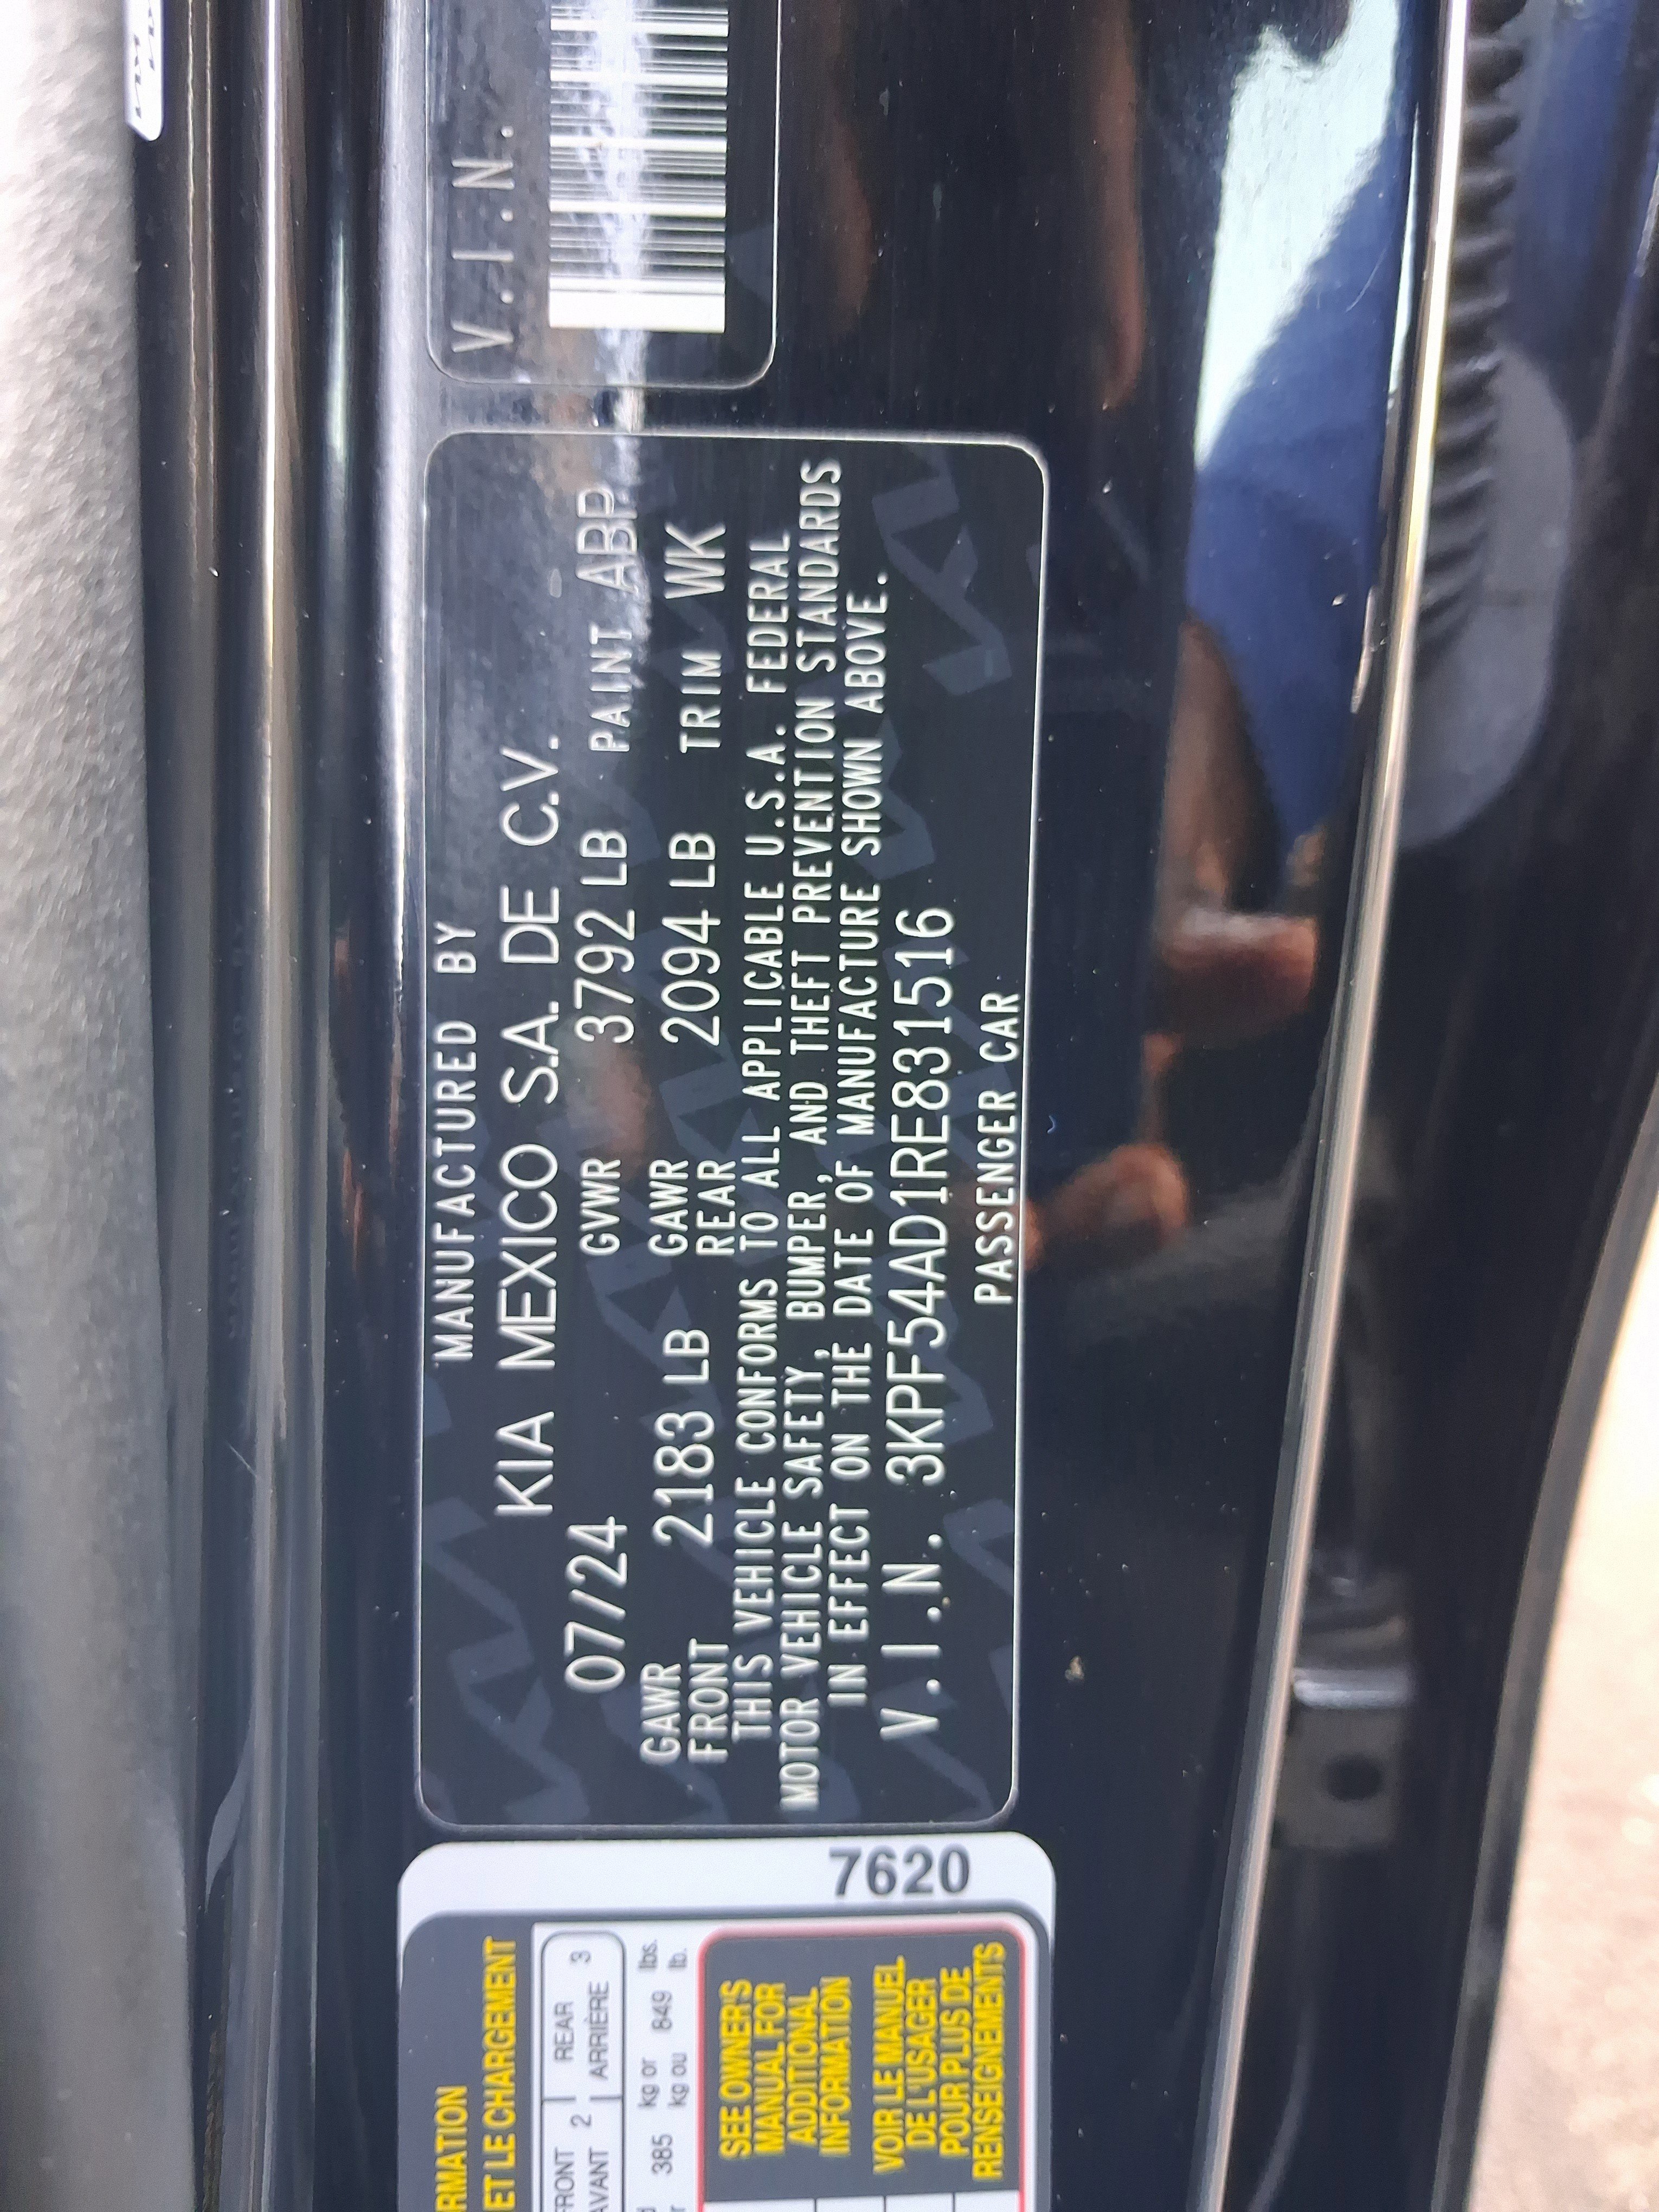 MANUFACTURED BY
KIA MEXICO S.A. DE C.V.
07/24 GVWR 3792 LB PAINT ABP
GAWR FRONT 2183 LB GAWR REAR 2094 LB TRIM WK
THIS VEHICLE CONFORMS TO ALL APPLICABLE U.S.A. FEDERAL
MOTOR VEHICLE SAFETY, BUMPER, AND THEFT PREVENTION STANDARDS
IN EFFECT ON THE DATE OF MANUFACTURE SHOWN ABOVE.
V.I.N. 3KPF54AD1RE831516
PASSENGER CAR
V.I.N.
7620
ET LE CHARGEMENT
FRONT 2 REAR 3
AVANT ARRIÈRE
385 kg or 849 lbs.
kg ou lb.
SEE OWNER'S
MANUAL FOR
ADDITIONAL
INFORMATION
VOIR LE MANUEL
DE L'USAGER
POUR PLUS DE
RENSEIGNEMENTS